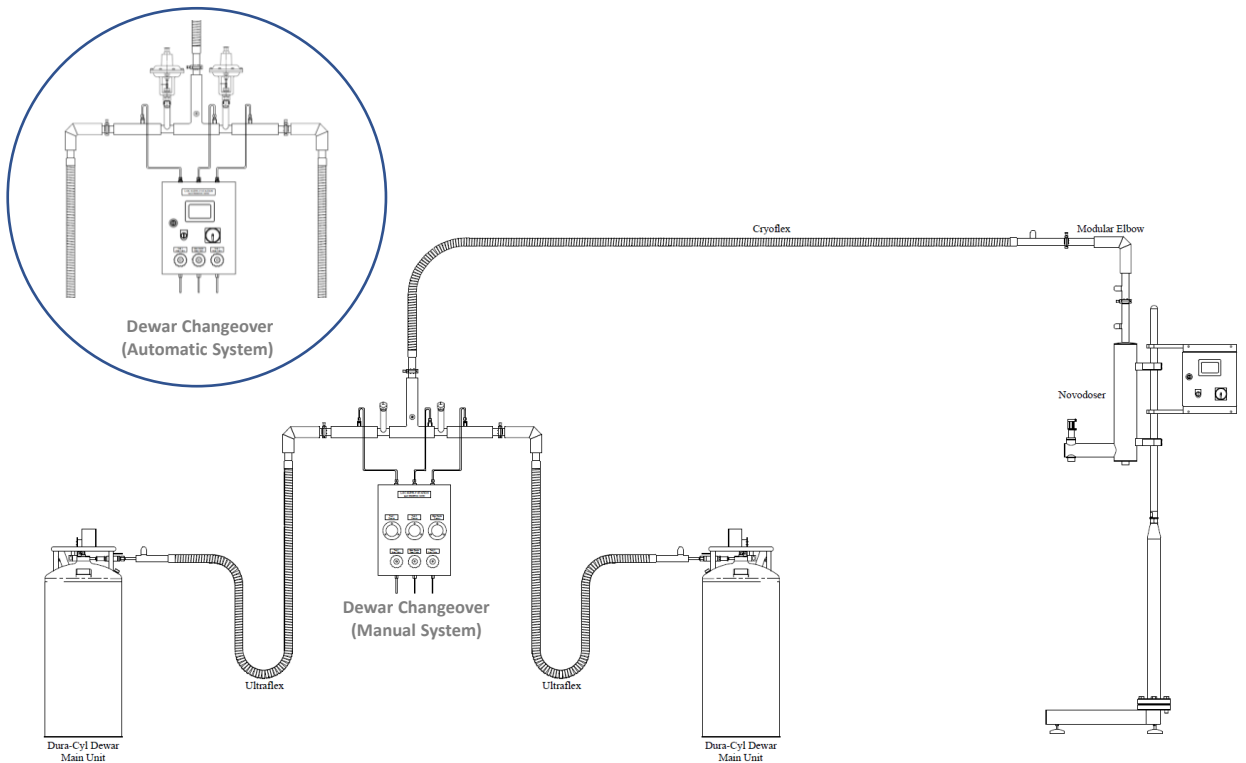 Dewar Changeover
(Automatic System)
Cryoflex
Modular Elbow
Novodoser
Dewar Changeover
(Manual System)
Ultraflex
Ultraflex
Dura-Cyl Dewar
Main Unit
Dura-Cyl Dewar
Main Unit